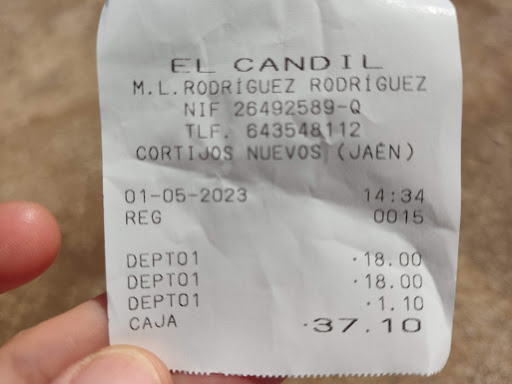 EL CANDIL
M.L.RODRÍGUEZ RODRÍGUEZ
NIF 26492589-Q
TLF. 643548112
CORTIJOS NUEVOS (JAÉN)
01-05-2023 14:34
REG 0015
DEPTO1 ·18.00
DEPTO1 ·18.00
DEPTO1 ·1.10
CAJA ·37.10